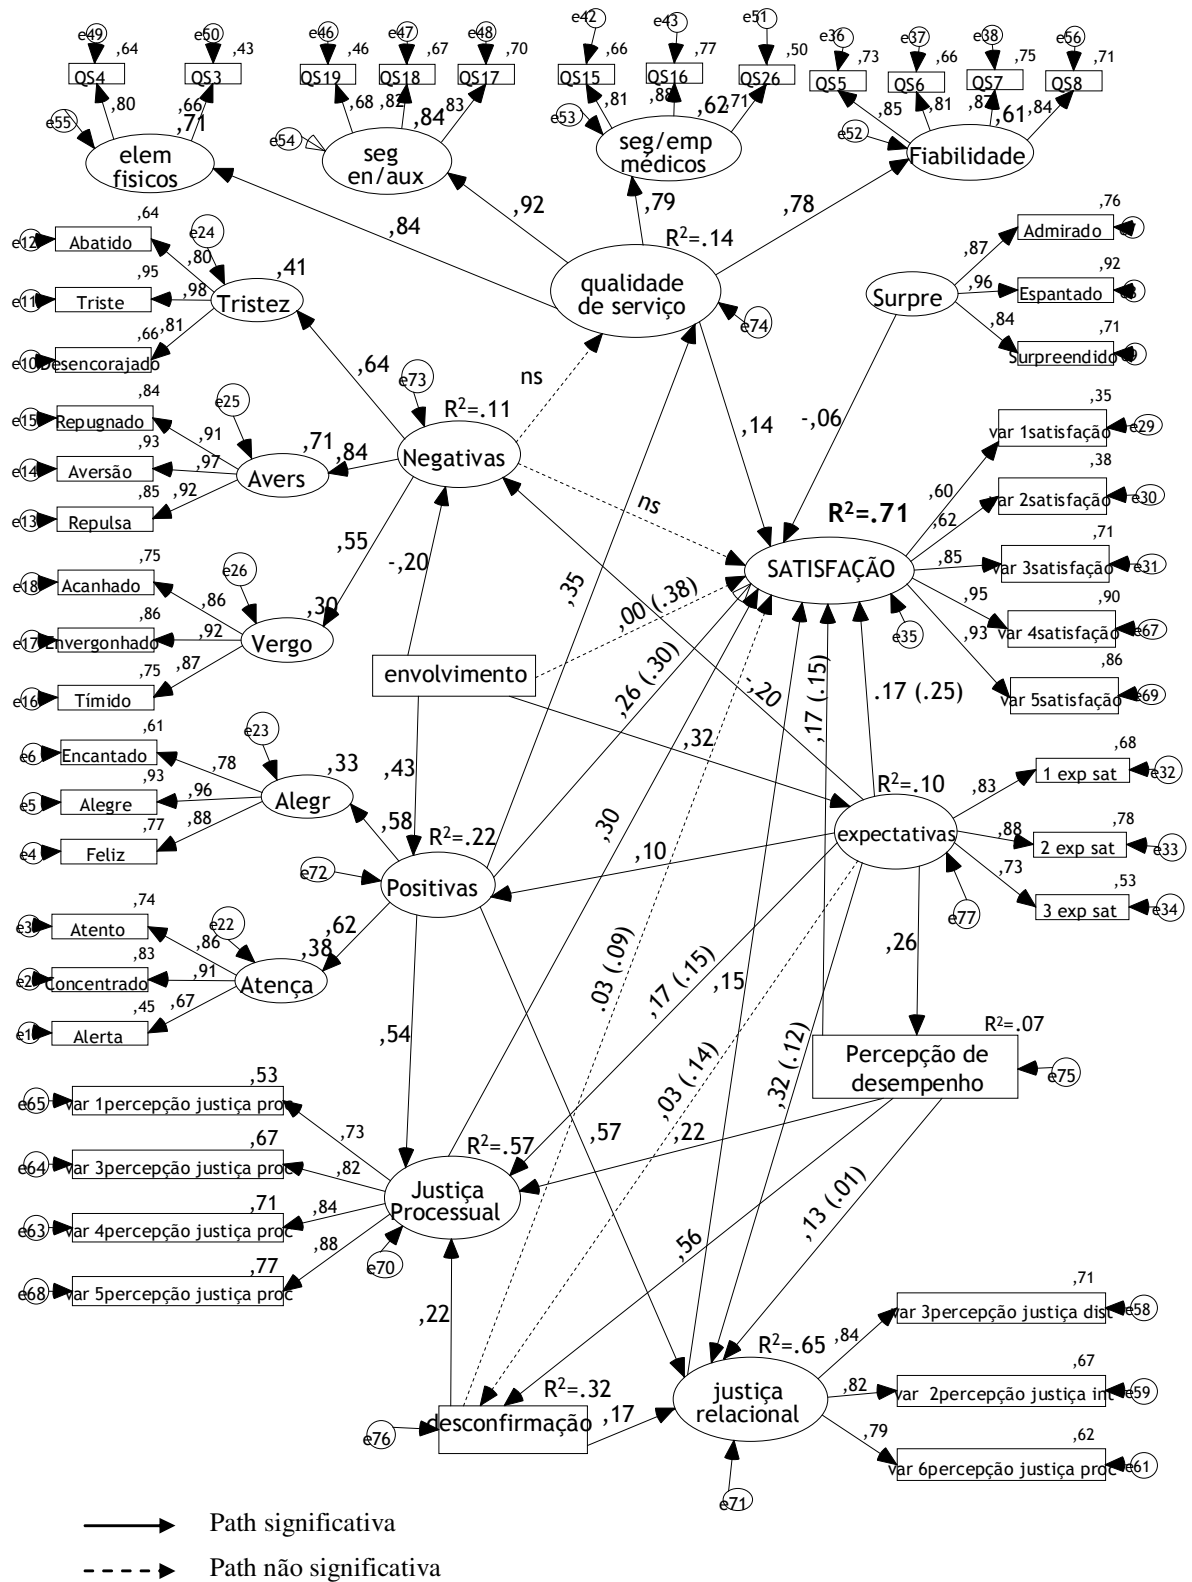 e49 e50 e46 e47 e48 e42 e43 e51 e36 e37 e38 e56
,64 ,43 ,46 ,67 ,70 ,66 ,77 ,50 ,73 ,66 ,75 ,71
QS4 QS3 QS19 QS18 QS17 QS15 QS16 QS26 QS5 QS6 QS7 QS8
,80 ,66 ,68 ,82 ,83 ,81 ,88 ,71 ,85 ,81 ,87 ,84
e55 ,71 e54 ,84 e53 ,62 e52 ,61
elem
fisicos
seg
en/aux
seg/emp
médicos
Fiabilidade
,84 ,92 ,79 ,78
R²=.14
qualidade
de serviço
e74
e12 Abatido ,64 ,80
e11 Triste ,95 ,98
e10 Desencorajado ,66 ,81
e24
,41
Tristez
,64
Surpre
,87 Admirado ,76
,96 Espantado ,92
,84 Surpreendido ,71
-,06
ns
,14
e73
R²=.11
Negativas
e15 Repugnado ,84 ,91
e14 Aversão ,93 ,97
e13 Repulsa ,85 ,92
e25
,71
Avers
,84
ns
R²=.71
SATISFAÇÃO
e35
,60 var 1satisfação ,35 e29
,62 var 2satisfação ,38 e30
,85 var 3satisfação ,71 e31
,95 var 4satisfação ,90 e67
,93 var 5satisfação ,86 e69
,55
-,20
,35
,00 (.38)
e18 Acanhado ,75 ,86
e17 Envergonhado ,86 ,92
e16 Tímido ,75 ,87
e26
,30
Vergo
envolvimento
,26 (.30)
-,20
,17 (.15)
.17 (.25)
,32
,43
e6 Encantado ,61 ,78
e5 Alegre ,93 ,96
e4 Feliz ,77 ,88
e23
,33
Alegr
,58
R²=.22
Positivas
e72
,30
,10
R²=.10
expectativas
e77
,83 1 exp sat ,68 e32
,88 2 exp sat ,78 e33
,73 3 exp sat ,53 e34
e3 Atento ,74 ,86
e2 Concentrado ,83 ,91
e1 Alerta ,45 ,67
e22
,38
Atença
,62
.03 (.09)
,17 (.15)
,15
,26
,54
R²=.07
Percepção de
desempenho
e75
,03 (.14)
,32 (.12)
e65 var 1percepção justiça proc ,53 ,73
e64 var 3percepção justiça proc ,67 ,82
e63 var 4percepção justiça proc ,71 ,84
e68 var 5percepção justiça proc ,77 ,88
R²=.57
Justiça
Processual
e70
,57
,22
,13 (.01)
,56
,22
R²=.32
desconfirmação
e76
,17
R²=.65
justiça
relacional
e71
,84 var 3percepção justiça dist ,71 e58
,82 var 2percepção justiça int ,67 e59
,79 var 6percepção justiça proc ,62 e61
Path significativa
Path não significativa